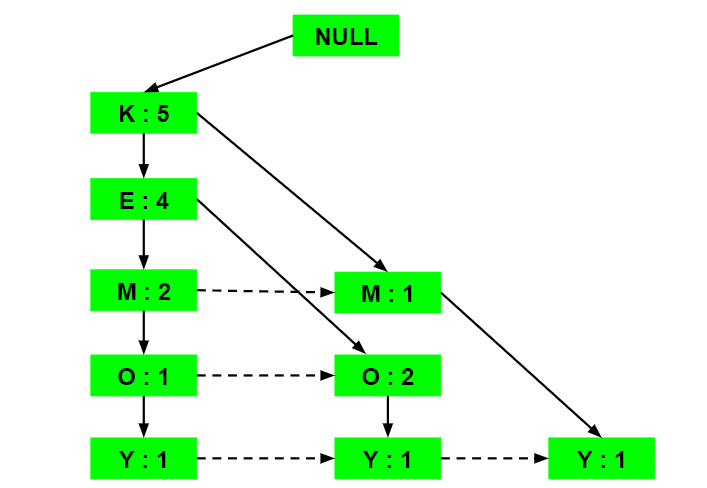 NULL
K : 5
E : 4
M : 2
M : 1
O : 1
O : 2
Y : 1
Y : 1
Y : 1